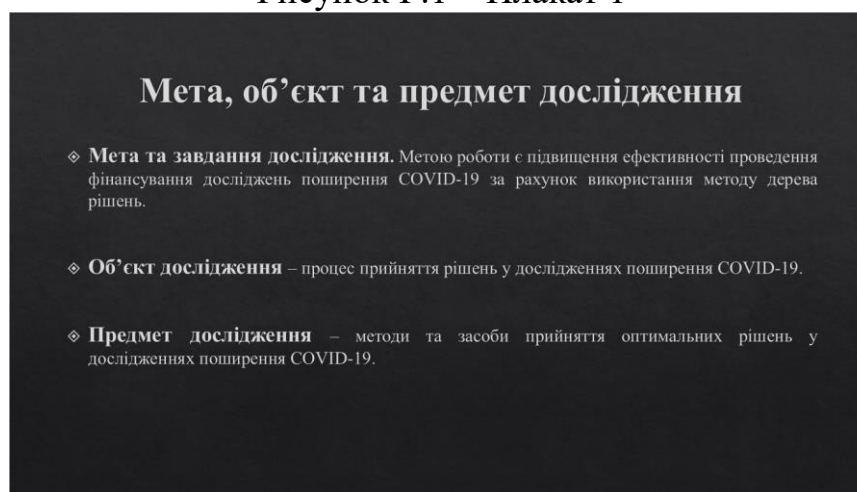 Мета, об’єкт та предмет дослідження
Мета та завдання дослідження. Метою роботи є підвищення ефективності проведення
фінансування досліджень поширення COVID-19 за рахунок використання методу дерева
рішень.
Об’єкт дослідження – процес прийняття рішень у дослідженнях поширення COVID-19.
Предмет дослідження – методи та засоби прийняття оптимальних рішень у
дослідженнях поширення COVID-19.